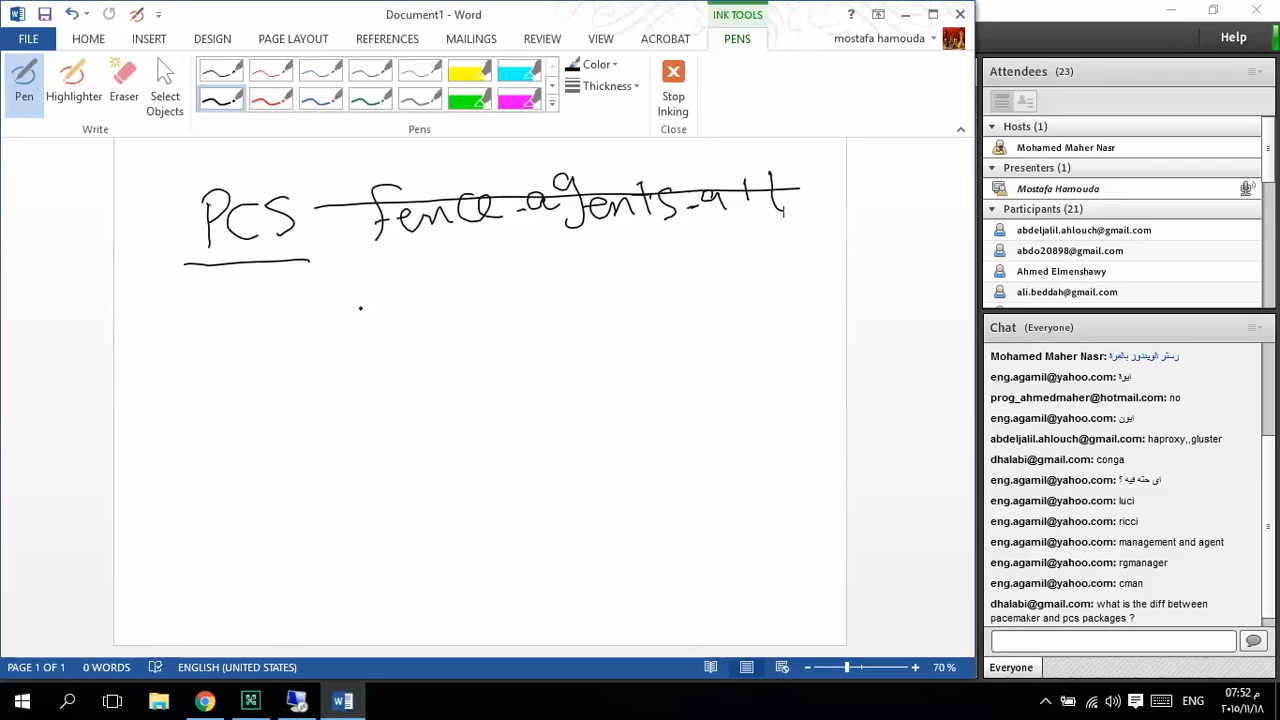 Document1 - Word
INK TOOLS
?
FILE
HOME
INSERT
DESIGN
PAGE LAYOUT
REFERENCES
MAILINGS
REVIEW
VIEW
ACROBAT
PENS
mostafa hamouda
Help
Pen
Highlighter
Eraser
Select
Objects
Color
Thickness
Stop
Inking
Write
Pens
Close
PCS fence-agents-all
Attendees (23)
Hosts (1)
Mohamed Maher Nasr
Presenters (1)
Mostafa Hamouda
Participants (21)
abdeljalil.ahlouch@gmail.com
abdo20898@gmail.com
Ahmed Elmenshawy
ali.beddah@gmail.com
Chat (Everyone)
Mohamed Maher Nasr: رستر الويندوز بالمرة
eng.agamil@yahoo.com: ايوة
prog_ahmedmaher@hotmail.com: no
eng.agamil@yahoo.com: ايون
abdeljalil.ahlouch@gmail.com: haproxy,,gluster
dhalabi@gmail.com: conga
eng.agamil@yahoo.com: اى حته فيه ؟
eng.agamil@yahoo.com: luci
eng.agamil@yahoo.com: ricci
eng.agamil@yahoo.com: management and agent
eng.agamil@yahoo.com: rgmanager
eng.agamil@yahoo.com: cman
dhalabi@gmail.com: what is the diff between
pacemaker and pcs packages ?
Everyone
PAGE 1 OF 1
0 WORDS
ENGLISH (UNITED STATES)
70 %
ENG
07:52 م
٢٠١٥/١١/١٨